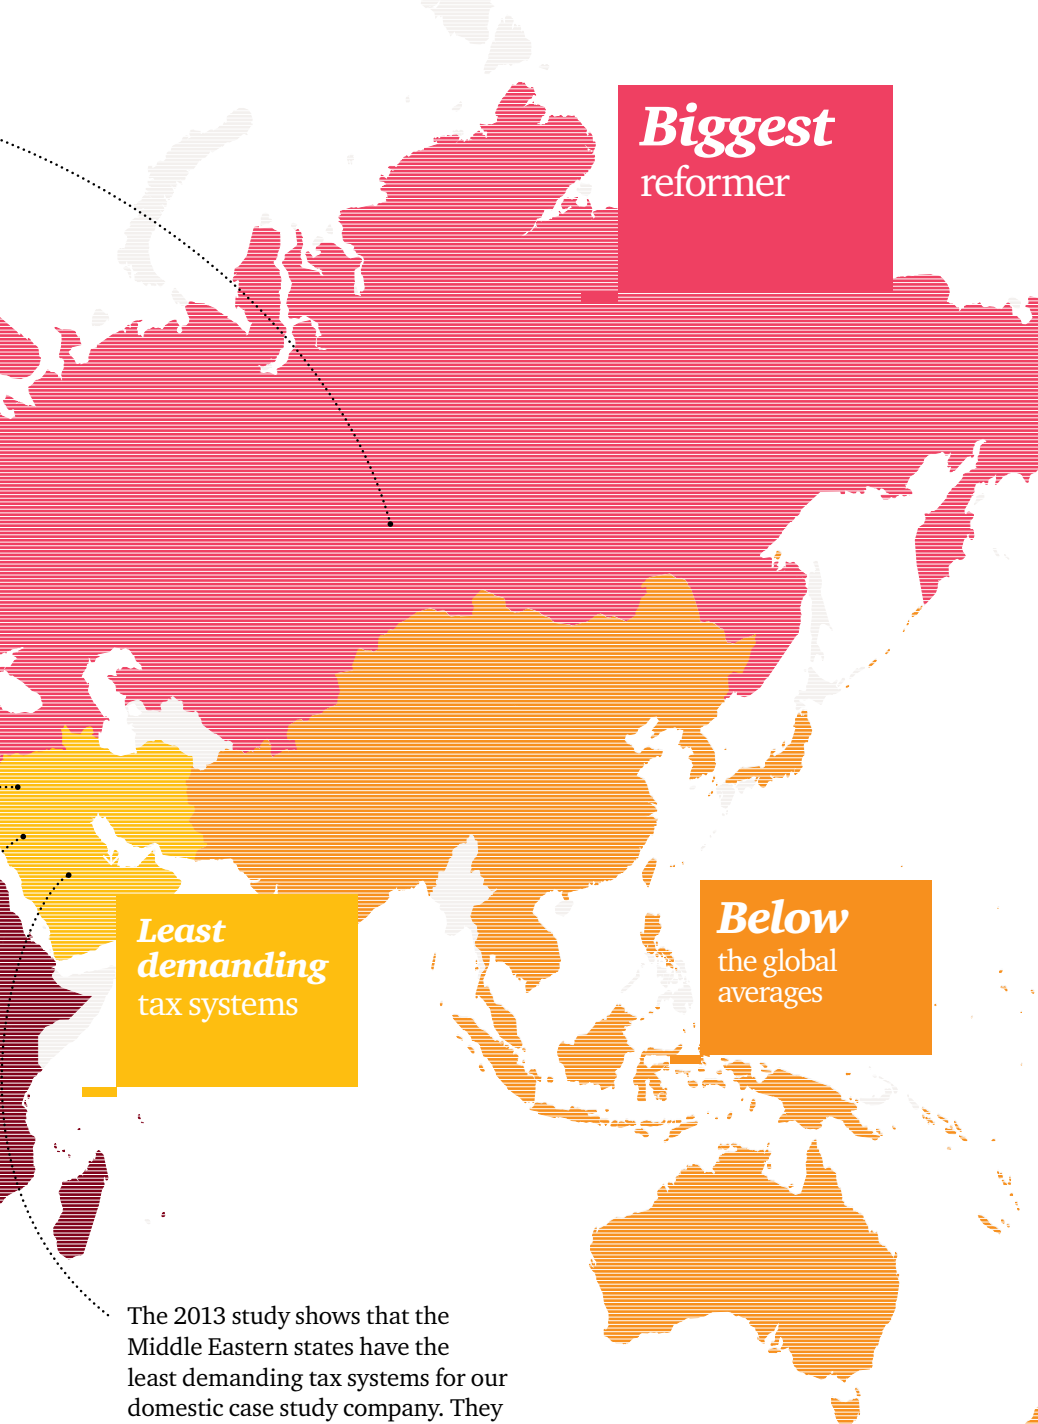 Biggest
reformer
Least
demanding
tax systems
Below
the global
averages
The 2013 study shows that the
Middle Eastern states have the
least demanding tax systems for our
domestic case study company. They